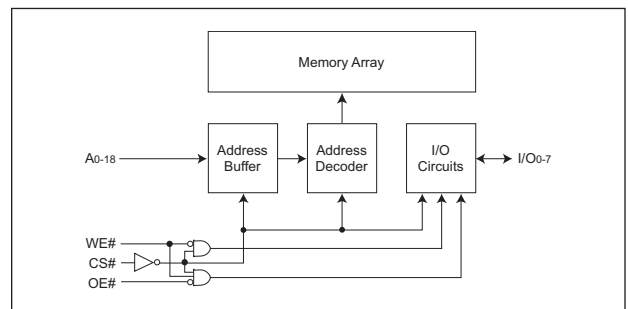 Memory Array
A0-18
Address
Buffer
Address
Decoder
I/O
Circuits
I/O0-7
WE#
CS#
OE#